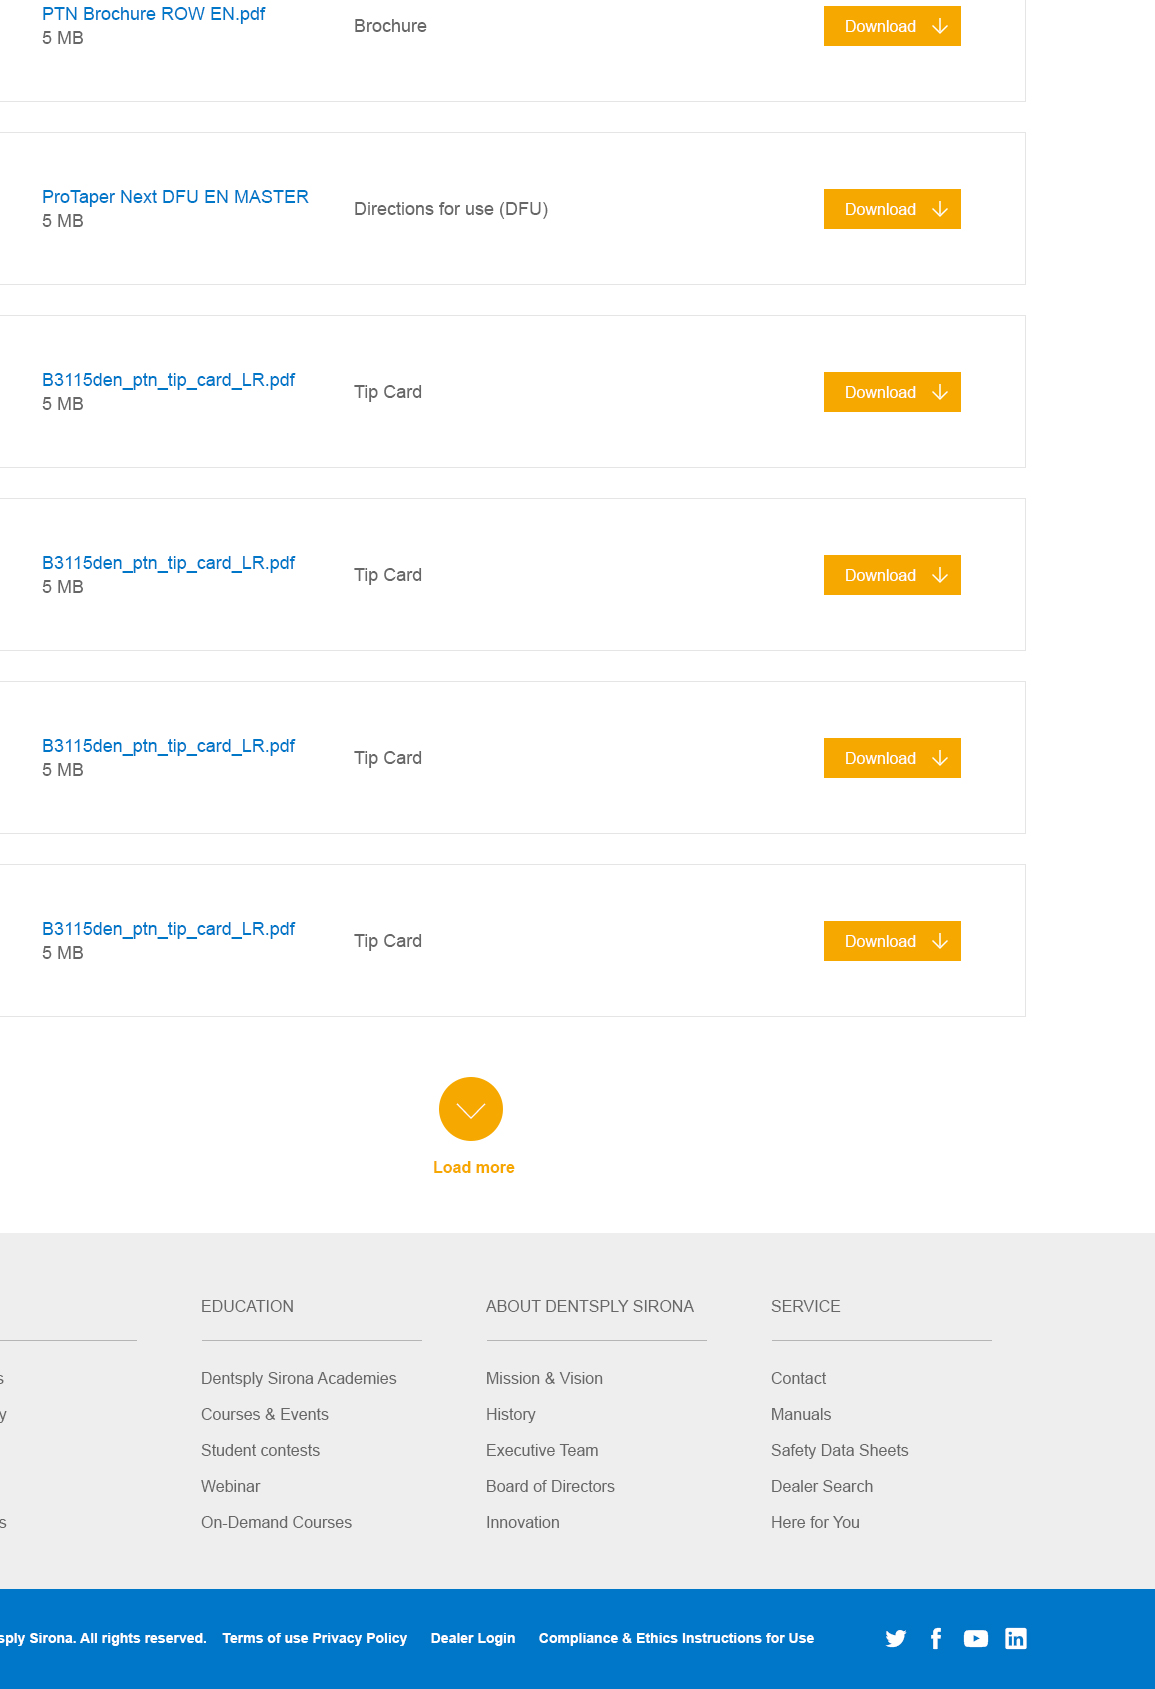 PTN Brochure ROW EN.pdf
5 MB
Brochure
Download
ProTaper Next DFU EN MASTER
5 MB
Directions for use (DFU)
Download
B3115den_ptn_tip_card_LR.pdf
5 MB
Tip Card
Download
B3115den_ptn_tip_card_LR.pdf
5 MB
Tip Card
Download
B3115den_ptn_tip_card_LR.pdf
5 MB
Tip Card
Download
B3115den_ptn_tip_card_LR.pdf
5 MB
Tip Card
Download
Load more
EDUCATION
Dentsply Sirona Academies
Courses & Events
Student contests
Webinar
On-Demand Courses
ABOUT DENTSPLY SIRONA
Mission & Vision
History
Executive Team
Board of Directors
Innovation
SERVICE
Contact
Manuals
Safety Data Sheets
Dealer Search
Here for You
sply Sirona. All rights reserved. Terms of use Privacy Policy Dealer Login Compliance & Ethics Instructions for Use